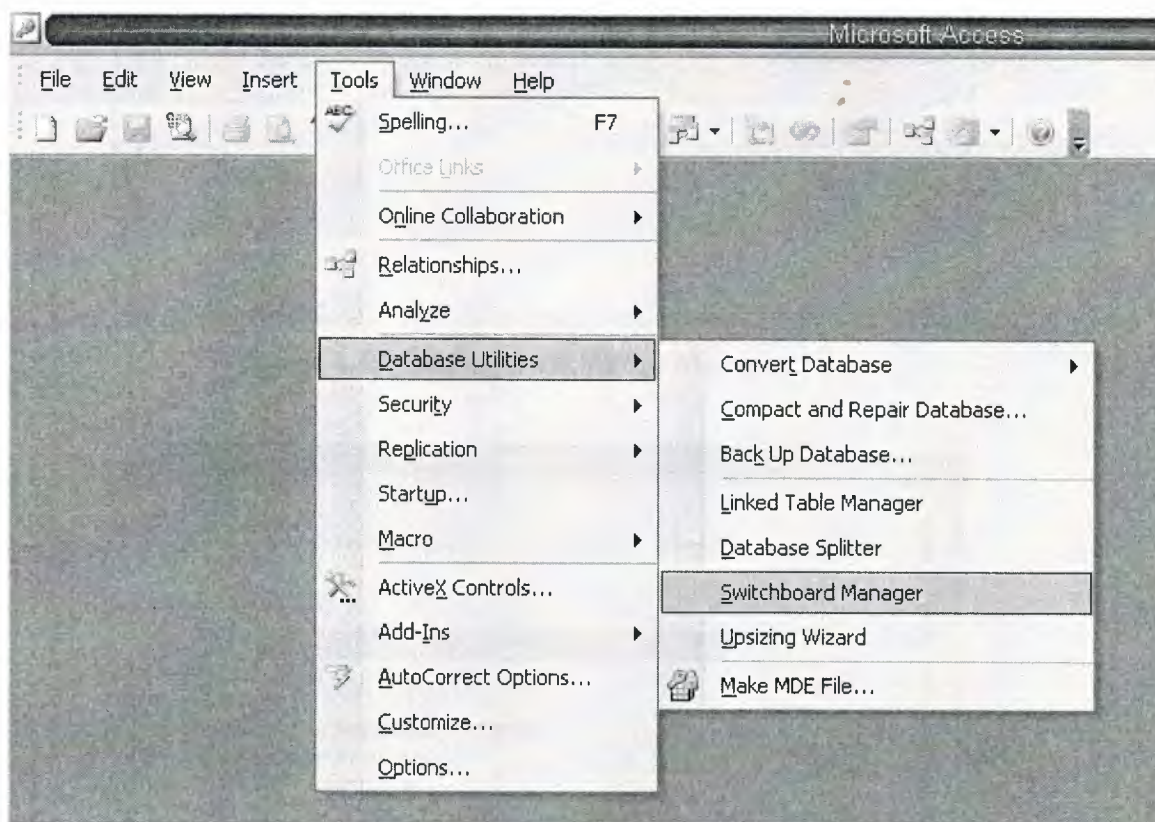 Microsoft Access
File Edit View Insert Tools Window Help
ABC
Spelling... F7
Office Links
Online Collaboration
Relationships...
Analyze
Database Utilities
Security
Replication
Startup...
Macro
ActiveX Controls...
Add-Ins
AutoCorrect Options...
Customize...
Options...
Convert Database
Compact and Repair Database...
Back Up Database...
Linked Table Manager
Database Splitter
Switchboard Manager
Upsizing Wizard
Make MDE File...